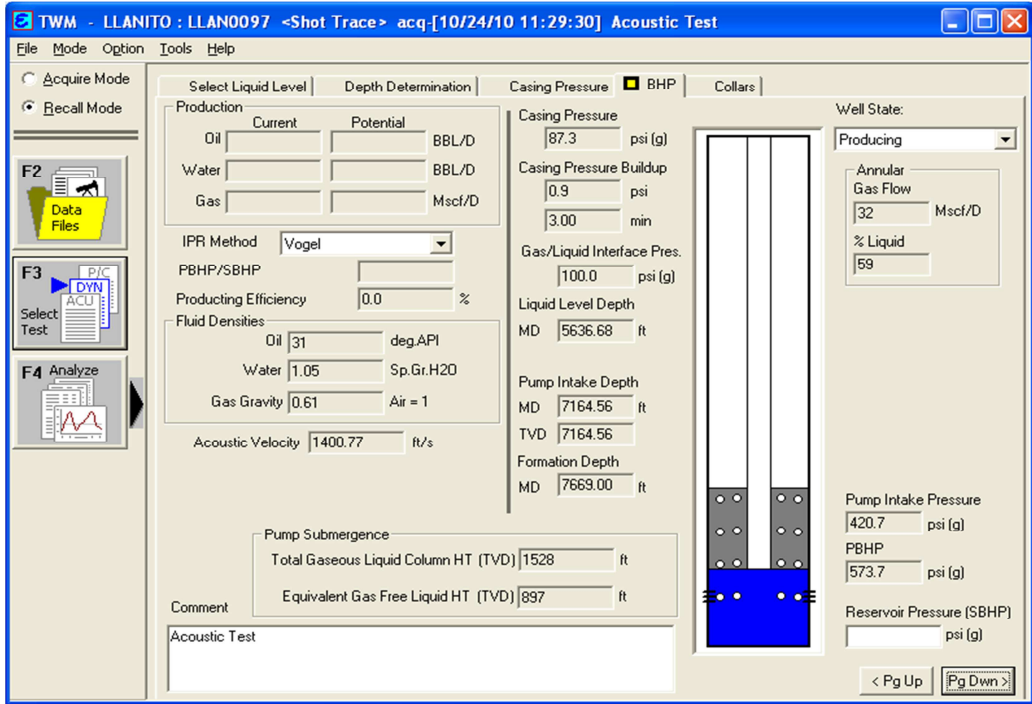 TWM - LLANITO : LLAN0097 <Shot Trace> acq-[10/24/10 11:29:30] Acoustic Test
File Mode Option Tools Help
Acquire Mode
Recall Mode
F2
Data
Files
F3
P/C
DYN
ACU
Select
Test
F4 Analyze
Select Liquid Level
Depth Determination
Casing Pressure
BHP
Collars
Production
Current Potential
Oil BBL/D
Water BBL/D
Gas Mscf/D
IPR Method Vogel
PBHP/SBHP
Producting Efficiency 0.0 %
Fluid Densities
Oil 31 deg.API
Water 1.05 Sp.Gr.H2O
Gas Gravity 0.61 Air = 1
Acoustic Velocity 1400.77 ft/s
Casing Pressure
87.3 psi (g)
Casing Pressure Buildup
0.9 psi
3.00 min
Gas/Liquid Interface Pres.
100.0 psi (g)
Liquid Level Depth
MD 5636.68 ft
Pump Intake Depth
MD 7164.56 ft
TVD 7164.56
Formation Depth
MD 7669.00 ft
Pump Submergence
Total Gaseous Liquid Column HT (TVD) 1528 ft
Equivalent Gas Free Liquid HT (TVD) 897 ft
Comment
Acoustic Test
Well State:
Producing
Annular
Gas Flow
32 Mscf/D
% Liquid
59
Pump Intake Pressure
420.7 psi (g)
PBHP
573.7 psi (g)
Reservoir Pressure (SBHP)
psi (g)
< Pg Up
Pg Dwn >